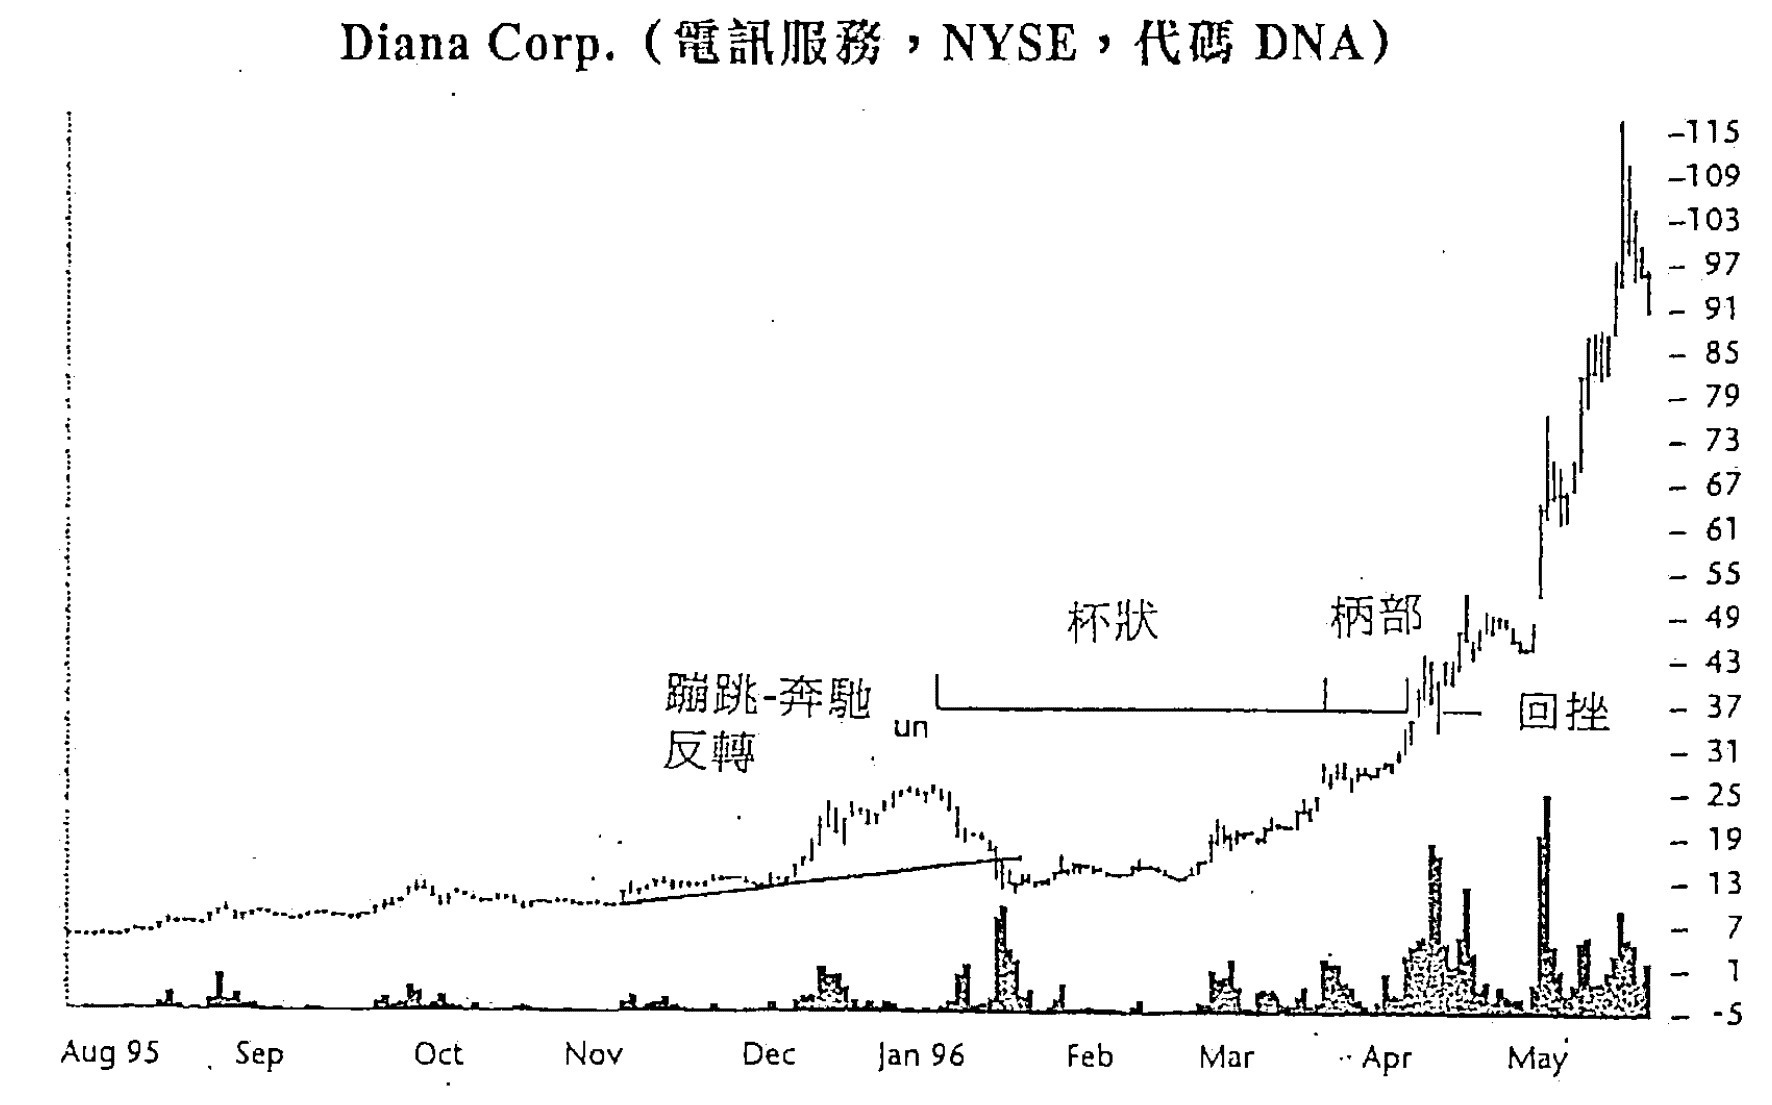 Diana Corp.（電訊服務，NYSE，代碼 DNA）
-115
-109
-103
- 97
- 91
- 85
- 79
- 73
- 67
- 61
- 55
- 49
- 43
- 37
- 31
- 25
- 19
- 13
- 7
- 1
- -5
杯狀
柄部
蹦跳-奔馳
反轉
un
回挫
Aug 95 Sep Oct Nov Dec Jan 96 Feb Mar Apr May